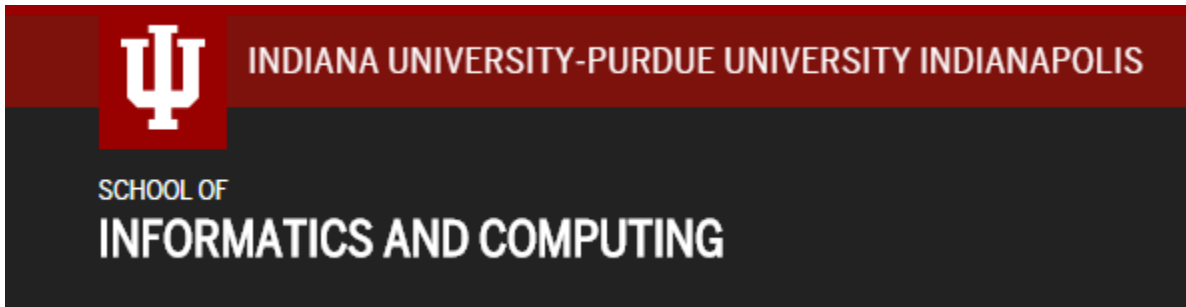 INDIANA UNIVERSITY-PURDUE UNIVERSITY INDIANAPOLIS
SCHOOL OF
INFORMATICS AND COMPUTING